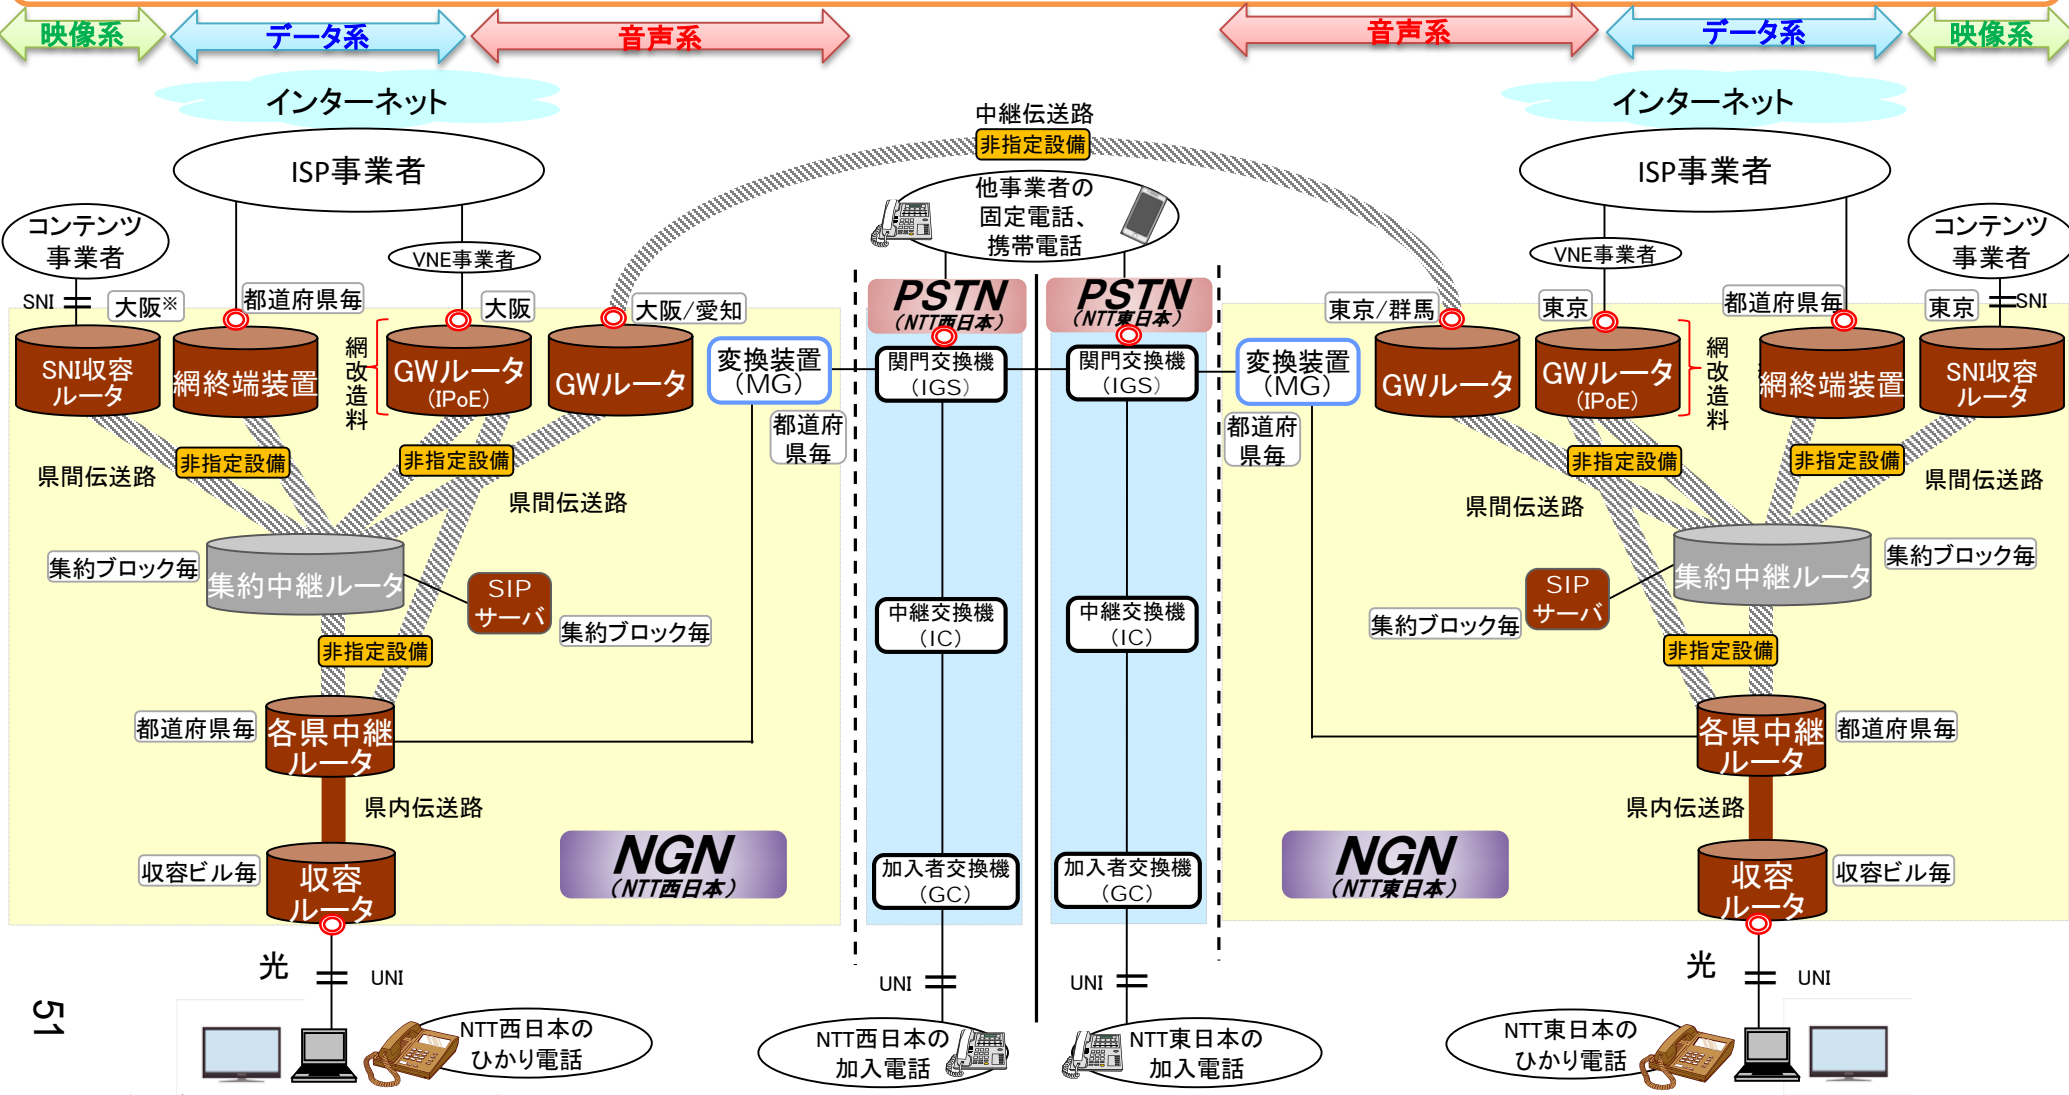 映像系
データ系
音声系
音声系
データ系
映像系
インターネット
ISP事業者
コンテンツ
事業者
VNE事業者
SNI
大阪※
都道府県毎
大阪
大阪/愛知
SNI収容
ルータ
網終端装置
網改造料
GWルータ
(IPoE)
GWルータ
変換装置
(MG)
都道府
県毎
県間伝送路
非指定設備
非指定設備
県間伝送路
集約ブロック毎
集約中継ルータ
SIP
サーバ
集約ブロック毎
非指定設備
都道府県毎
各県中継
ルータ
県内伝送路
収容ビル毎
収容
ルータ
NGN
(NTT西日本)
光
UNI
NTT西日本の
ひかり電話
51
中継伝送路
非指定設備
他事業者の
固定電話、
携帯電話
PSTN
(NTT西日本)
関門交換機
(IGS)
中継交換機
(IC)
加入者交換機
(GC)
UNI
NTT西日本の
加入電話
PSTN
(NTT東日本)
関門交換機
(IGS)
中継交換機
(IC)
加入者交換機
(GC)
UNI
NTT東日本の
加入電話
インターネット
ISP事業者
VNE事業者
コンテンツ
事業者
東京/群馬
東京
都道府県毎
東京
SNI
変換装置
(MG)
都道府
県毎
GWルータ
GWルータ
(IPoE)
網改造料
網終端装置
SNI収容
ルータ
非指定設備
非指定設備
県間伝送路
県間伝送路
集約中継ルータ
集約ブロック毎
SIP
サーバ
集約ブロック毎
非指定設備
各県中継
ルータ
都道府県毎
県内伝送路
収容
ルータ
収容ビル毎
NGN
(NTT東日本)
光
UNI
NTT東日本の
ひかり電話